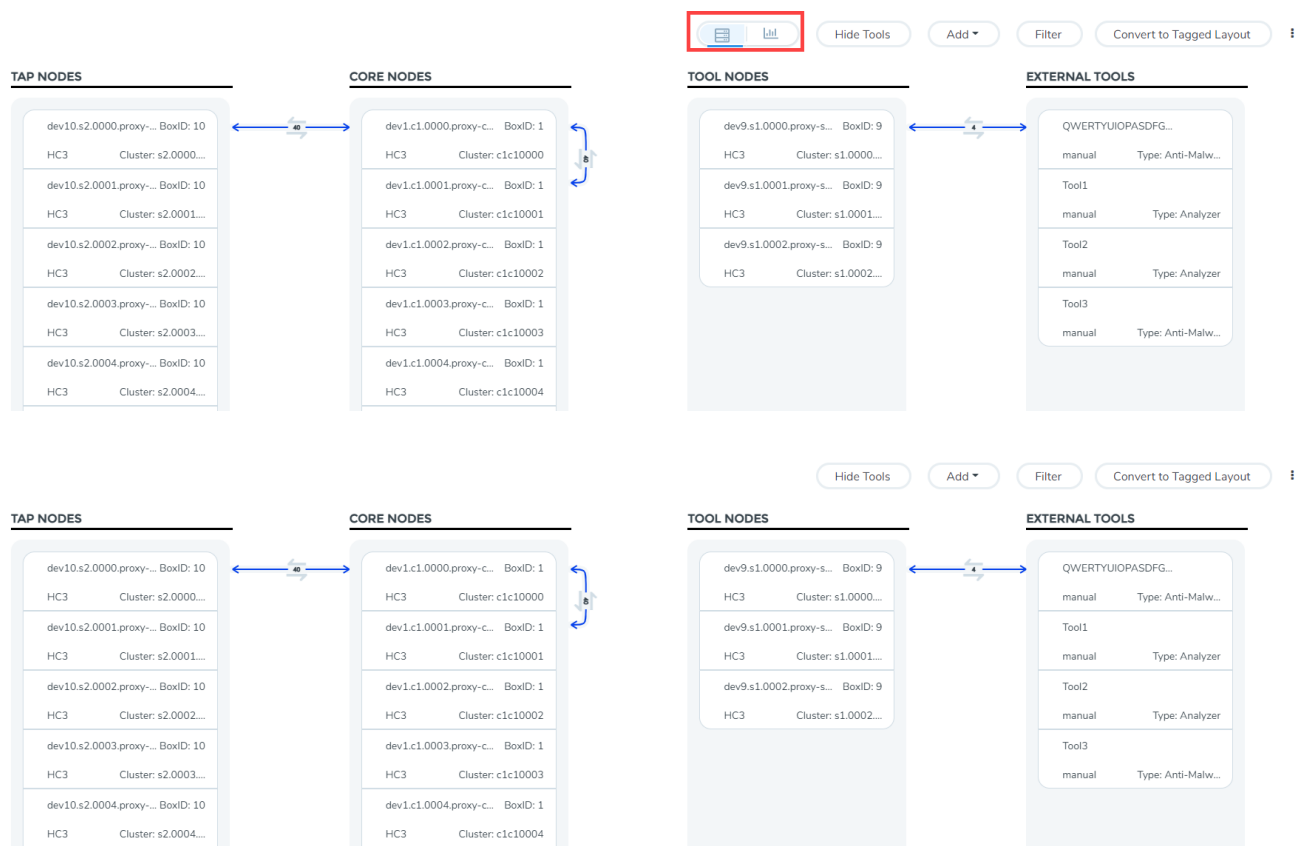 Hide Tools Add Filter Convert to Tagged Layout
TAP NODES CORE NODES TOOL NODES EXTERNAL TOOLS
dev10.s2.0000.proxy-... BoxID: 10 40 dev1.c1.0000.proxy-c... BoxID: 1 dev9.s1.0000.proxy-s... BoxID: 9 4 QWERTYUIOPASDFG...
HC3 Cluster: s2.0000.... HC3 Cluster: c1c10000 HC3 Cluster: s1.0000.... manual Type: Anti-Malw...
dev10.s2.0001.proxy-... BoxID: 10 dev1.c1.0001.proxy-c... BoxID: 1 dev9.s1.0001.proxy-s... BoxID: 9 Tool1
HC3 Cluster: s2.0001.... HC3 Cluster: c1c10001 HC3 Cluster: s1.0001.... manual Type: Analyzer
dev10.s2.0002.proxy-... BoxID: 10 dev1.c1.0002.proxy-c... BoxID: 1 dev9.s1.0002.proxy-s... BoxID: 9 Tool2
HC3 Cluster: s2.0002.... HC3 Cluster: c1c10002 HC3 Cluster: s1.0002.... manual Type: Analyzer
dev10.s2.0003.proxy-... BoxID: 10 dev1.c1.0003.proxy-c... BoxID: 1 Tool3
HC3 Cluster: s2.0003.... HC3 Cluster: c1c10003 manual Type: Anti-Malw...
dev10.s2.0004.proxy-... BoxID: 10 dev1.c1.0004.proxy-c... BoxID: 1
HC3 Cluster: s2.0004.... HC3 Cluster: c1c10004
Hide Tools Add Filter Convert to Tagged Layout
TAP NODES CORE NODES TOOL NODES EXTERNAL TOOLS
dev10.s2.0000.proxy-... BoxID: 10 40 dev1.c1.0000.proxy-c... BoxID: 1 dev9.s1.0000.proxy-s... BoxID: 9 4 QWERTYUIOPASDFG...
HC3 Cluster: s2.0000.... HC3 Cluster: c1c10000 HC3 Cluster: s1.0000.... manual Type: Anti-Malw...
dev10.s2.0001.proxy-... BoxID: 10 dev1.c1.0001.proxy-c... BoxID: 1 dev9.s1.0001.proxy-s... BoxID: 9 Tool1
HC3 Cluster: s2.0001.... HC3 Cluster: c1c10001 HC3 Cluster: s1.0001.... manual Type: Analyzer
dev10.s2.0002.proxy-... BoxID: 10 dev1.c1.0002.proxy-c... BoxID: 1 dev9.s1.0002.proxy-s... BoxID: 9 Tool2
HC3 Cluster: s2.0002.... HC3 Cluster: c1c10002 HC3 Cluster: s1.0002.... manual Type: Analyzer
dev10.s2.0003.proxy-... BoxID: 10 dev1.c1.0003.proxy-c... BoxID: 1 Tool3
HC3 Cluster: s2.0003.... HC3 Cluster: c1c10003 manual Type: Anti-Malw...
dev10.s2.0004.proxy-... BoxID: 10 dev1.c1.0004.proxy-c... BoxID: 1
HC3 Cluster: s2.0004.... HC3 Cluster: c1c10004